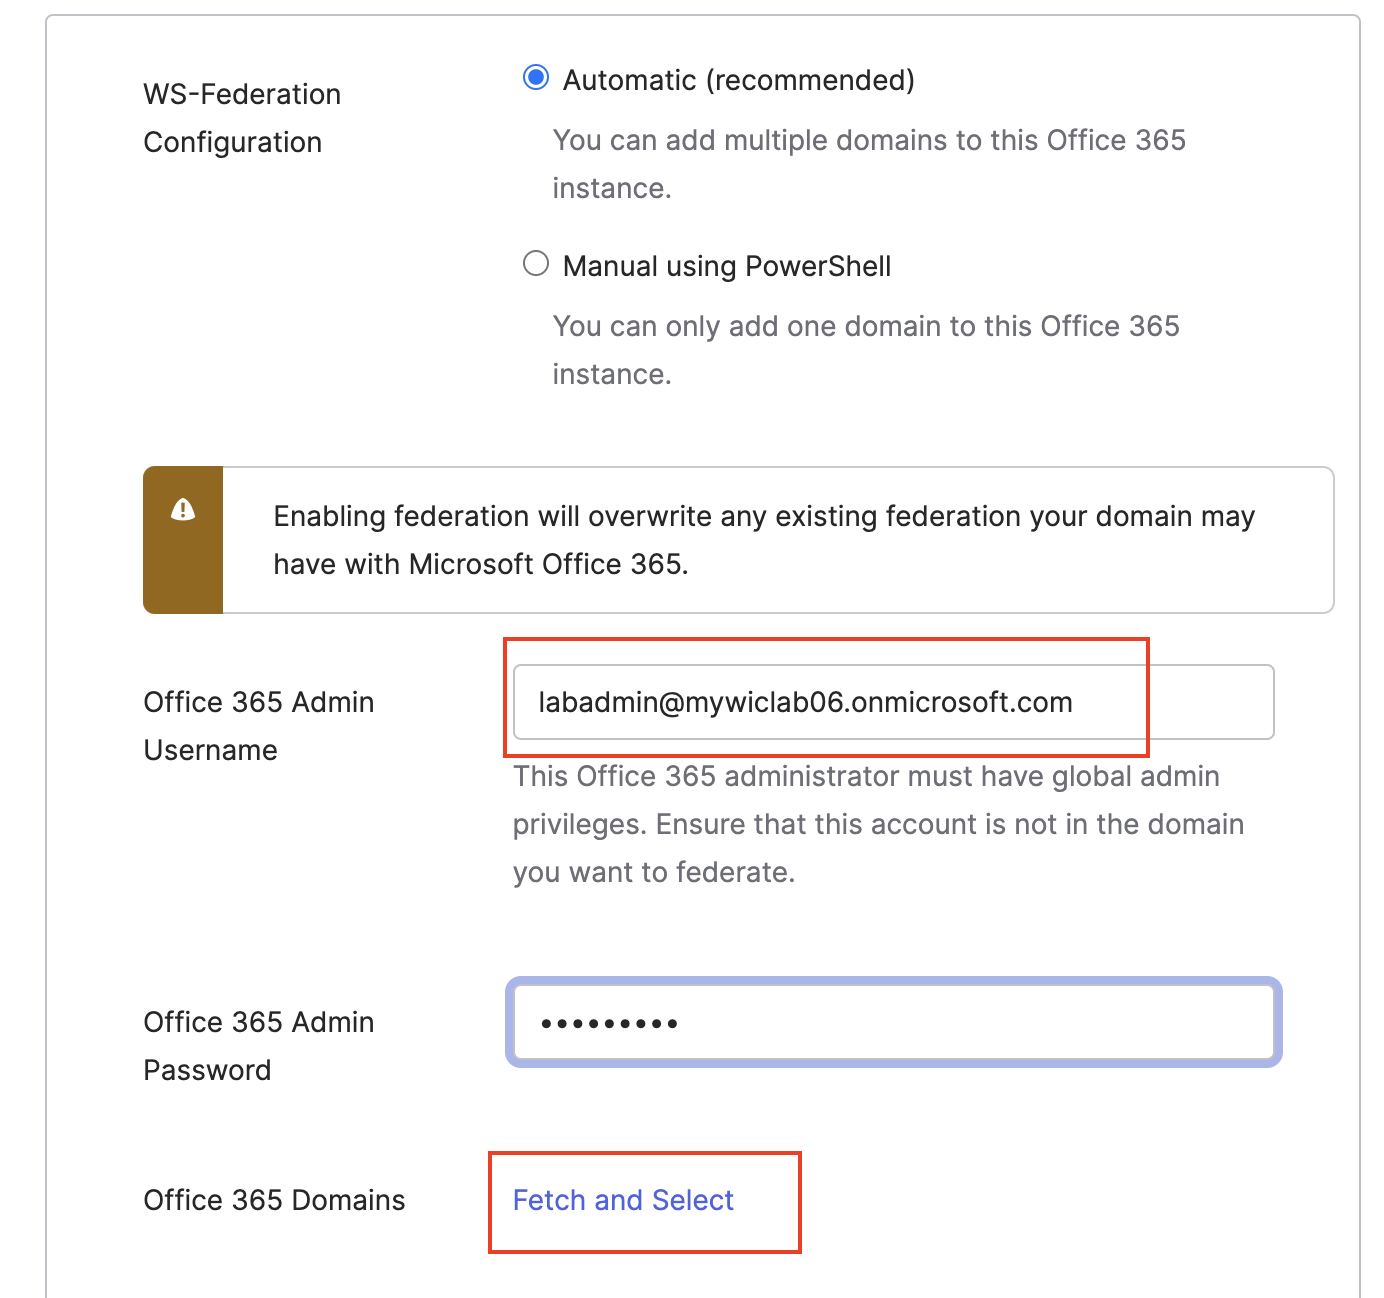 WS-Federation
Configuration
Automatic (recommended)
You can add multiple domains to this Office 365
instance.
Manual using PowerShell
You can only add one domain to this Office 365
instance.
Enabling federation will overwrite any existing federation your domain may
have with Microsoft Office 365.
Office 365 Admin
Username
labadmin@mywiclab06.onmicrosoft.com
This Office 365 administrator must have global admin
privileges. Ensure that this account is not in the domain
you want to federate.
Office 365 Admin
Password
•••••••••
Office 365 Domains
Fetch and Select